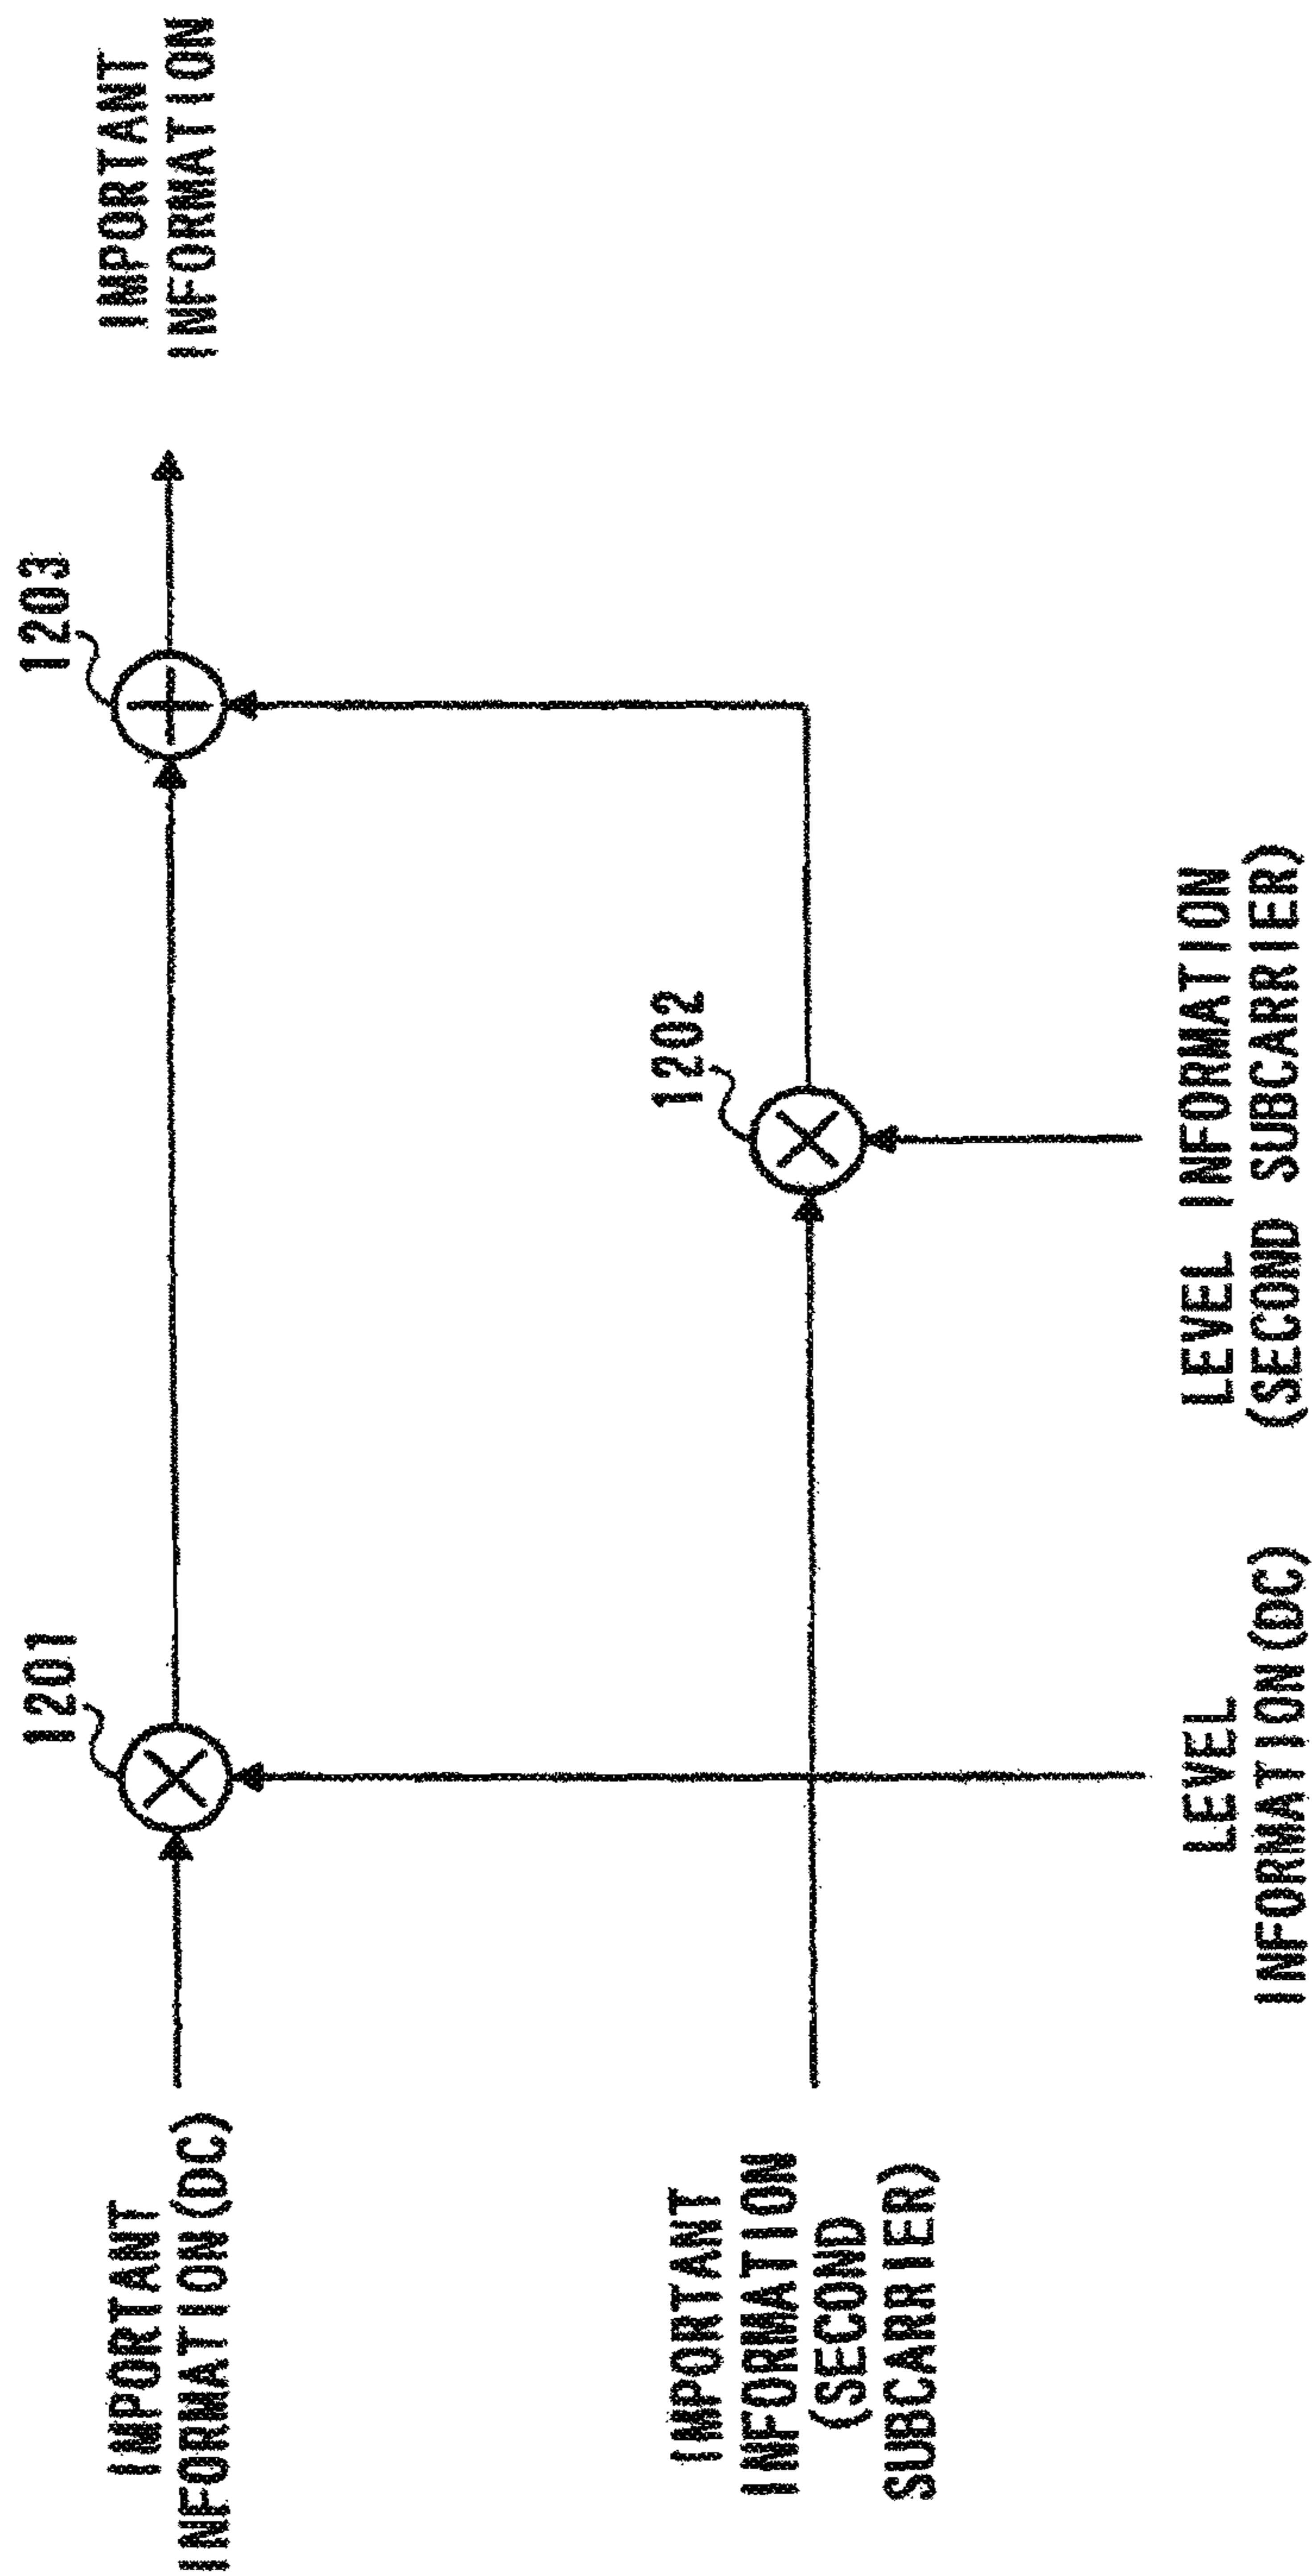 1201
1203
IMPORTANT
INFORMATION(DC)
IMPORTANT
INFORMATION
1202
IMPORTANT
INFORMATION
(SECOND
SUBCARRIER)
LEVEL
INFORMATION(DC)
LEVEL INFORMATION
(SECOND SUBCARRIER)